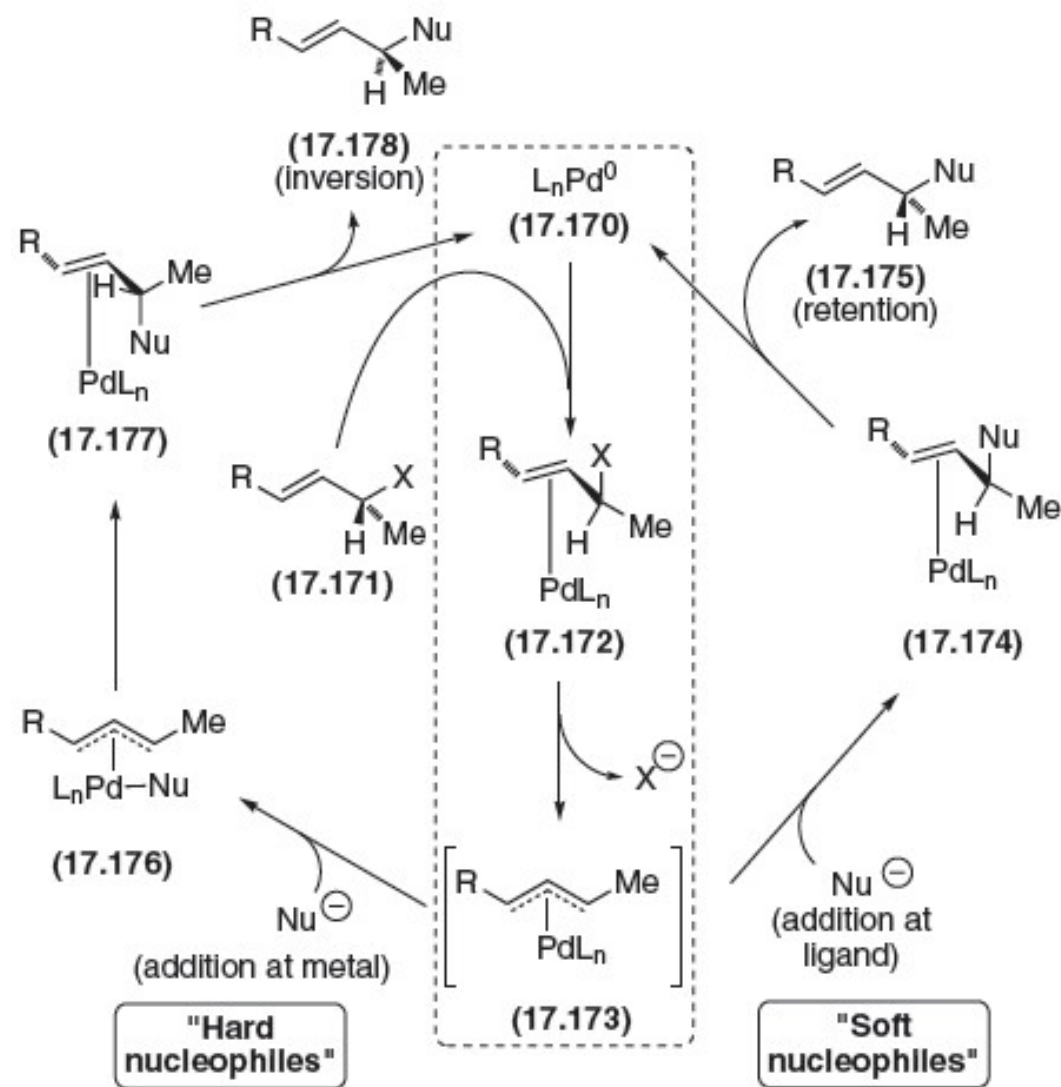 R
Nu
H
Me
(17.178)
(inversion)
LnPd0
(17.170)
R
Nu
H
Me
(17.175)
(retention)
R
H
Me
Nu
PdLn
(17.177)
R
X
H
Me
(17.171)
R
X
H
Me
PdLn
(17.172)
R
Nu
H
Me
PdLn
(17.174)
X⊖
R
Me
LnPd—Nu
(17.176)
Nu⊖
(addition at metal)
"Hard
nucleophiles"
R
Me
PdLn
(17.173)
Nu⊖
(addition at
ligand)
"Soft
nucleophiles"